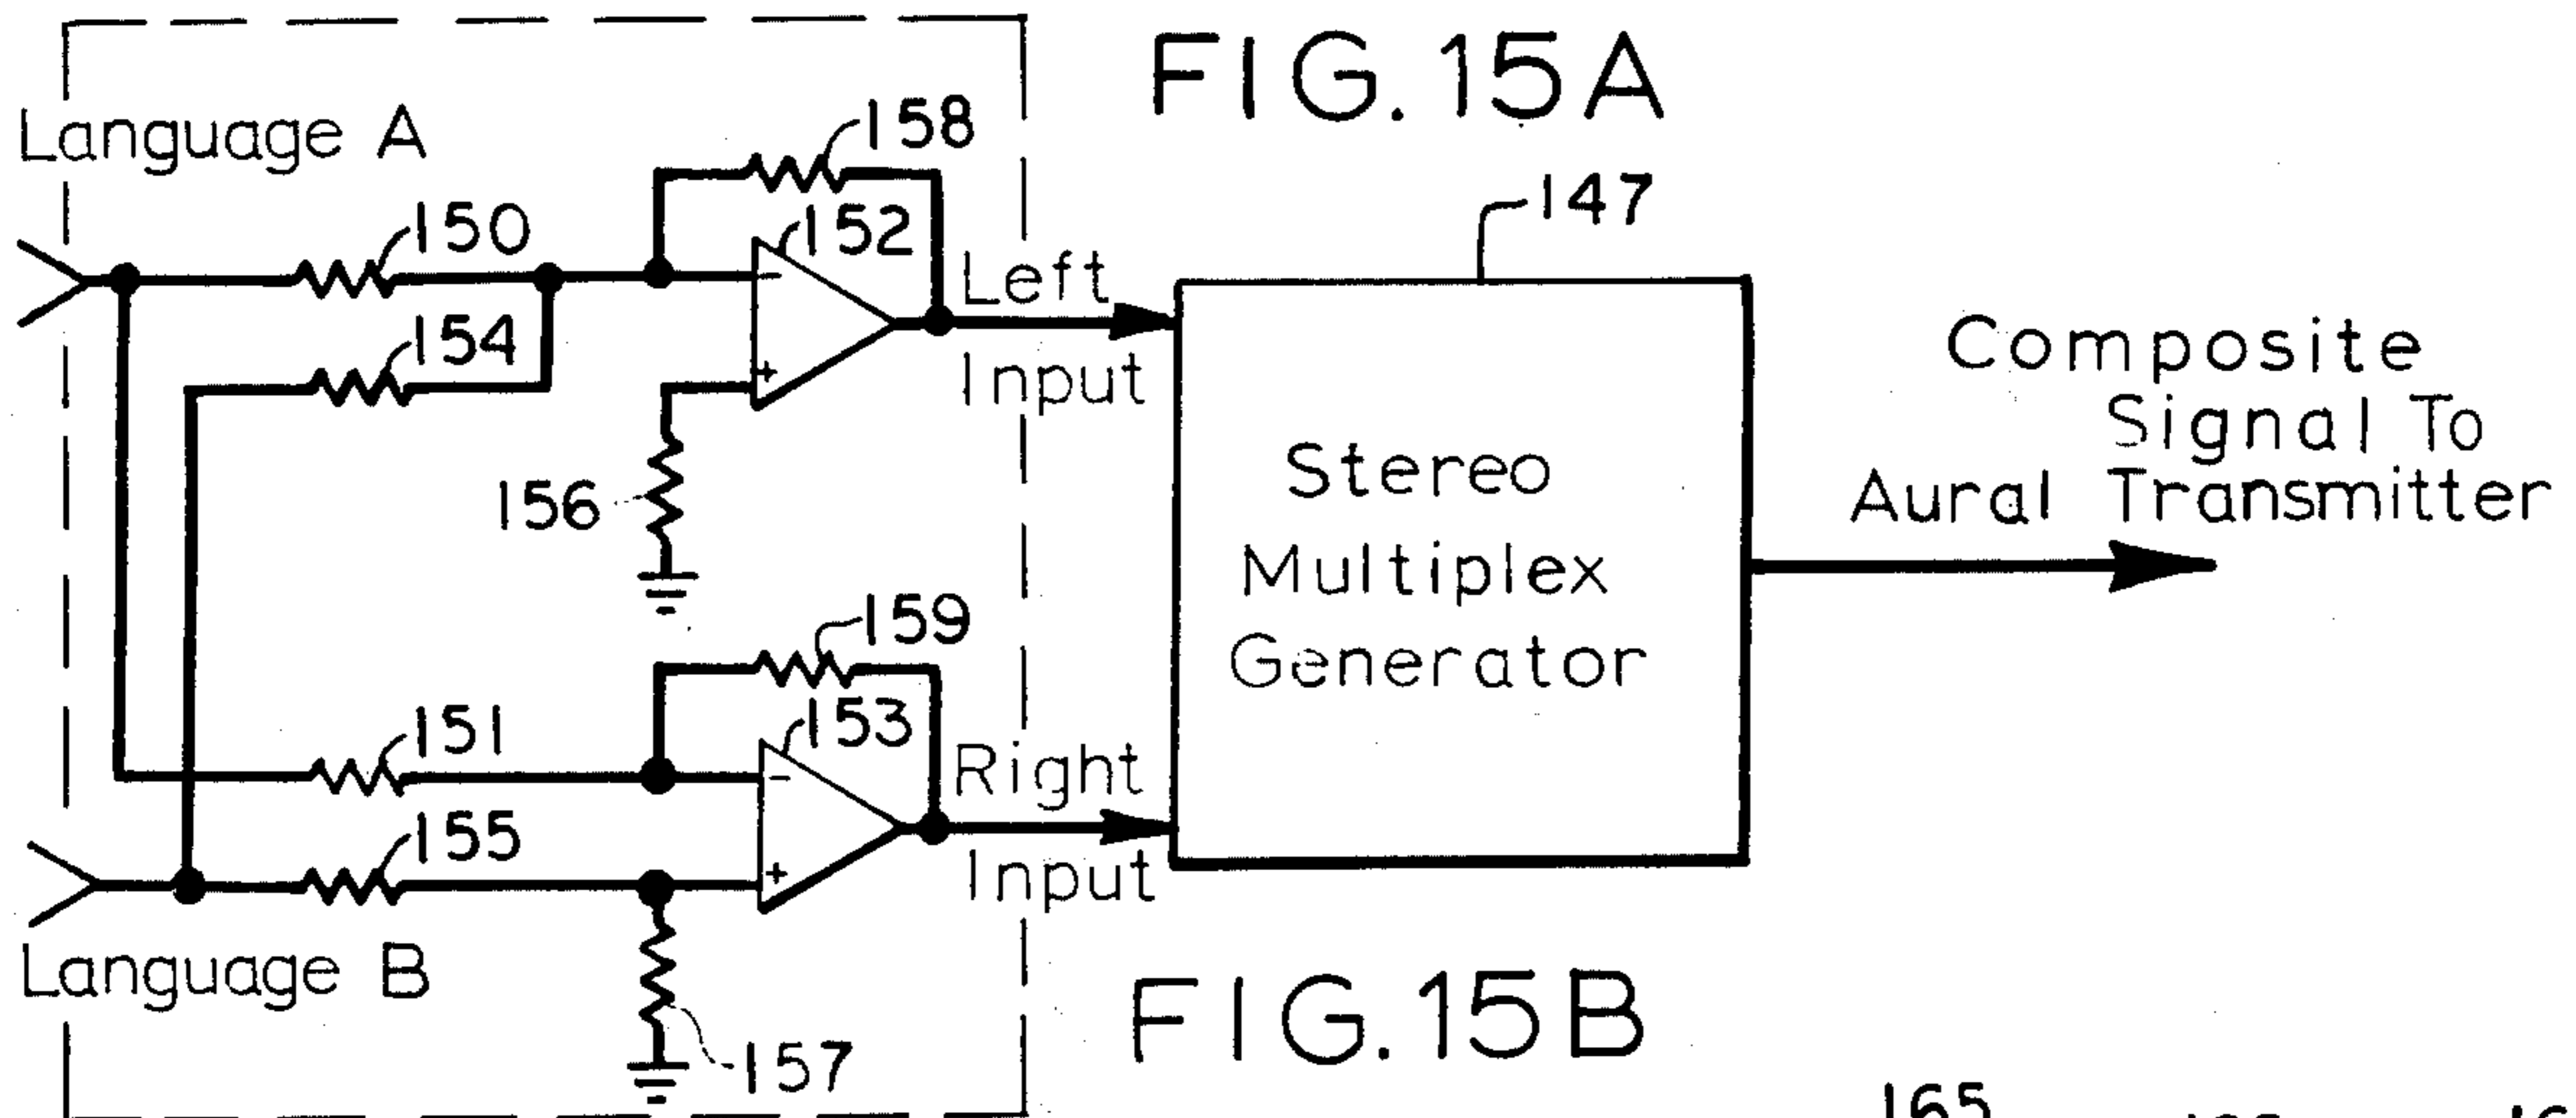 FIG. 15A
Language A
158
150
152
147
Left
Input
154
156
Stereo
Multiplex
Generator
Composite
Signal To
Aural Transmitter
159
151
153
Right
Input
155
Language B
157
FIG. 15B
165